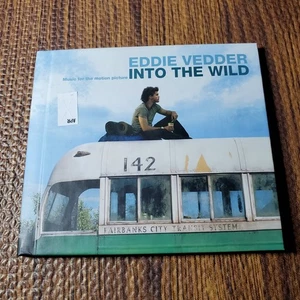 EDDIE VEDDER
Music for the motion picture
INTO THE WILD
142
FAIRBANKS CITY TRANSIT SYSTEM